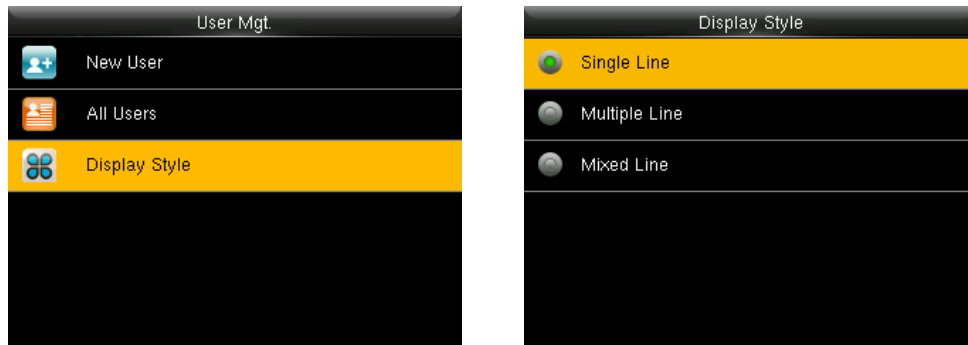 User Mgt.
New User
All Users
Display Style
Display Style
Single Line
Multiple Line
Mixed Line